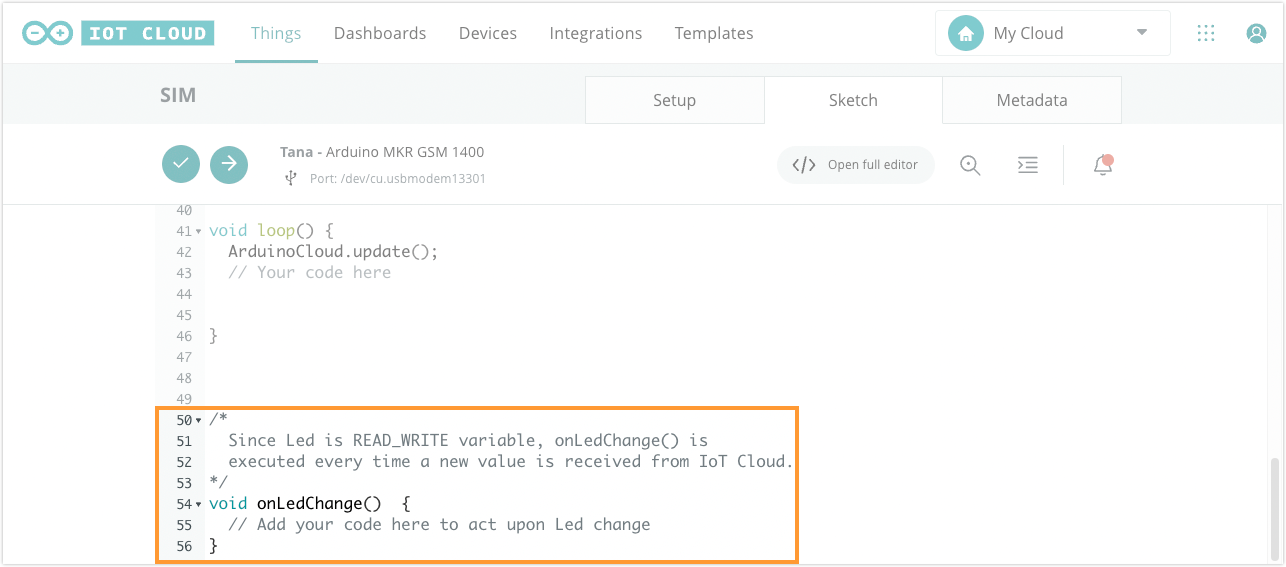 IOT CLOUD Things Dashboards Devices Integrations Templates My Cloud
SIM Setup Sketch Metadata
Tana - Arduino MKR GSM 1400
</> Open full editor
Port: /dev/cu.usbmodem13301
40
41 void loop() {
42   ArduinoCloud.update();
43   // Your code here
44
45
46 }
47
48
49
50 /*
51   Since Led is READ_WRITE variable, onLedChange() is
52   executed every time a new value is received from IoT Cloud.
53 */
54 void onLedChange()  {
55   // Add your code here to act upon Led change
56 }